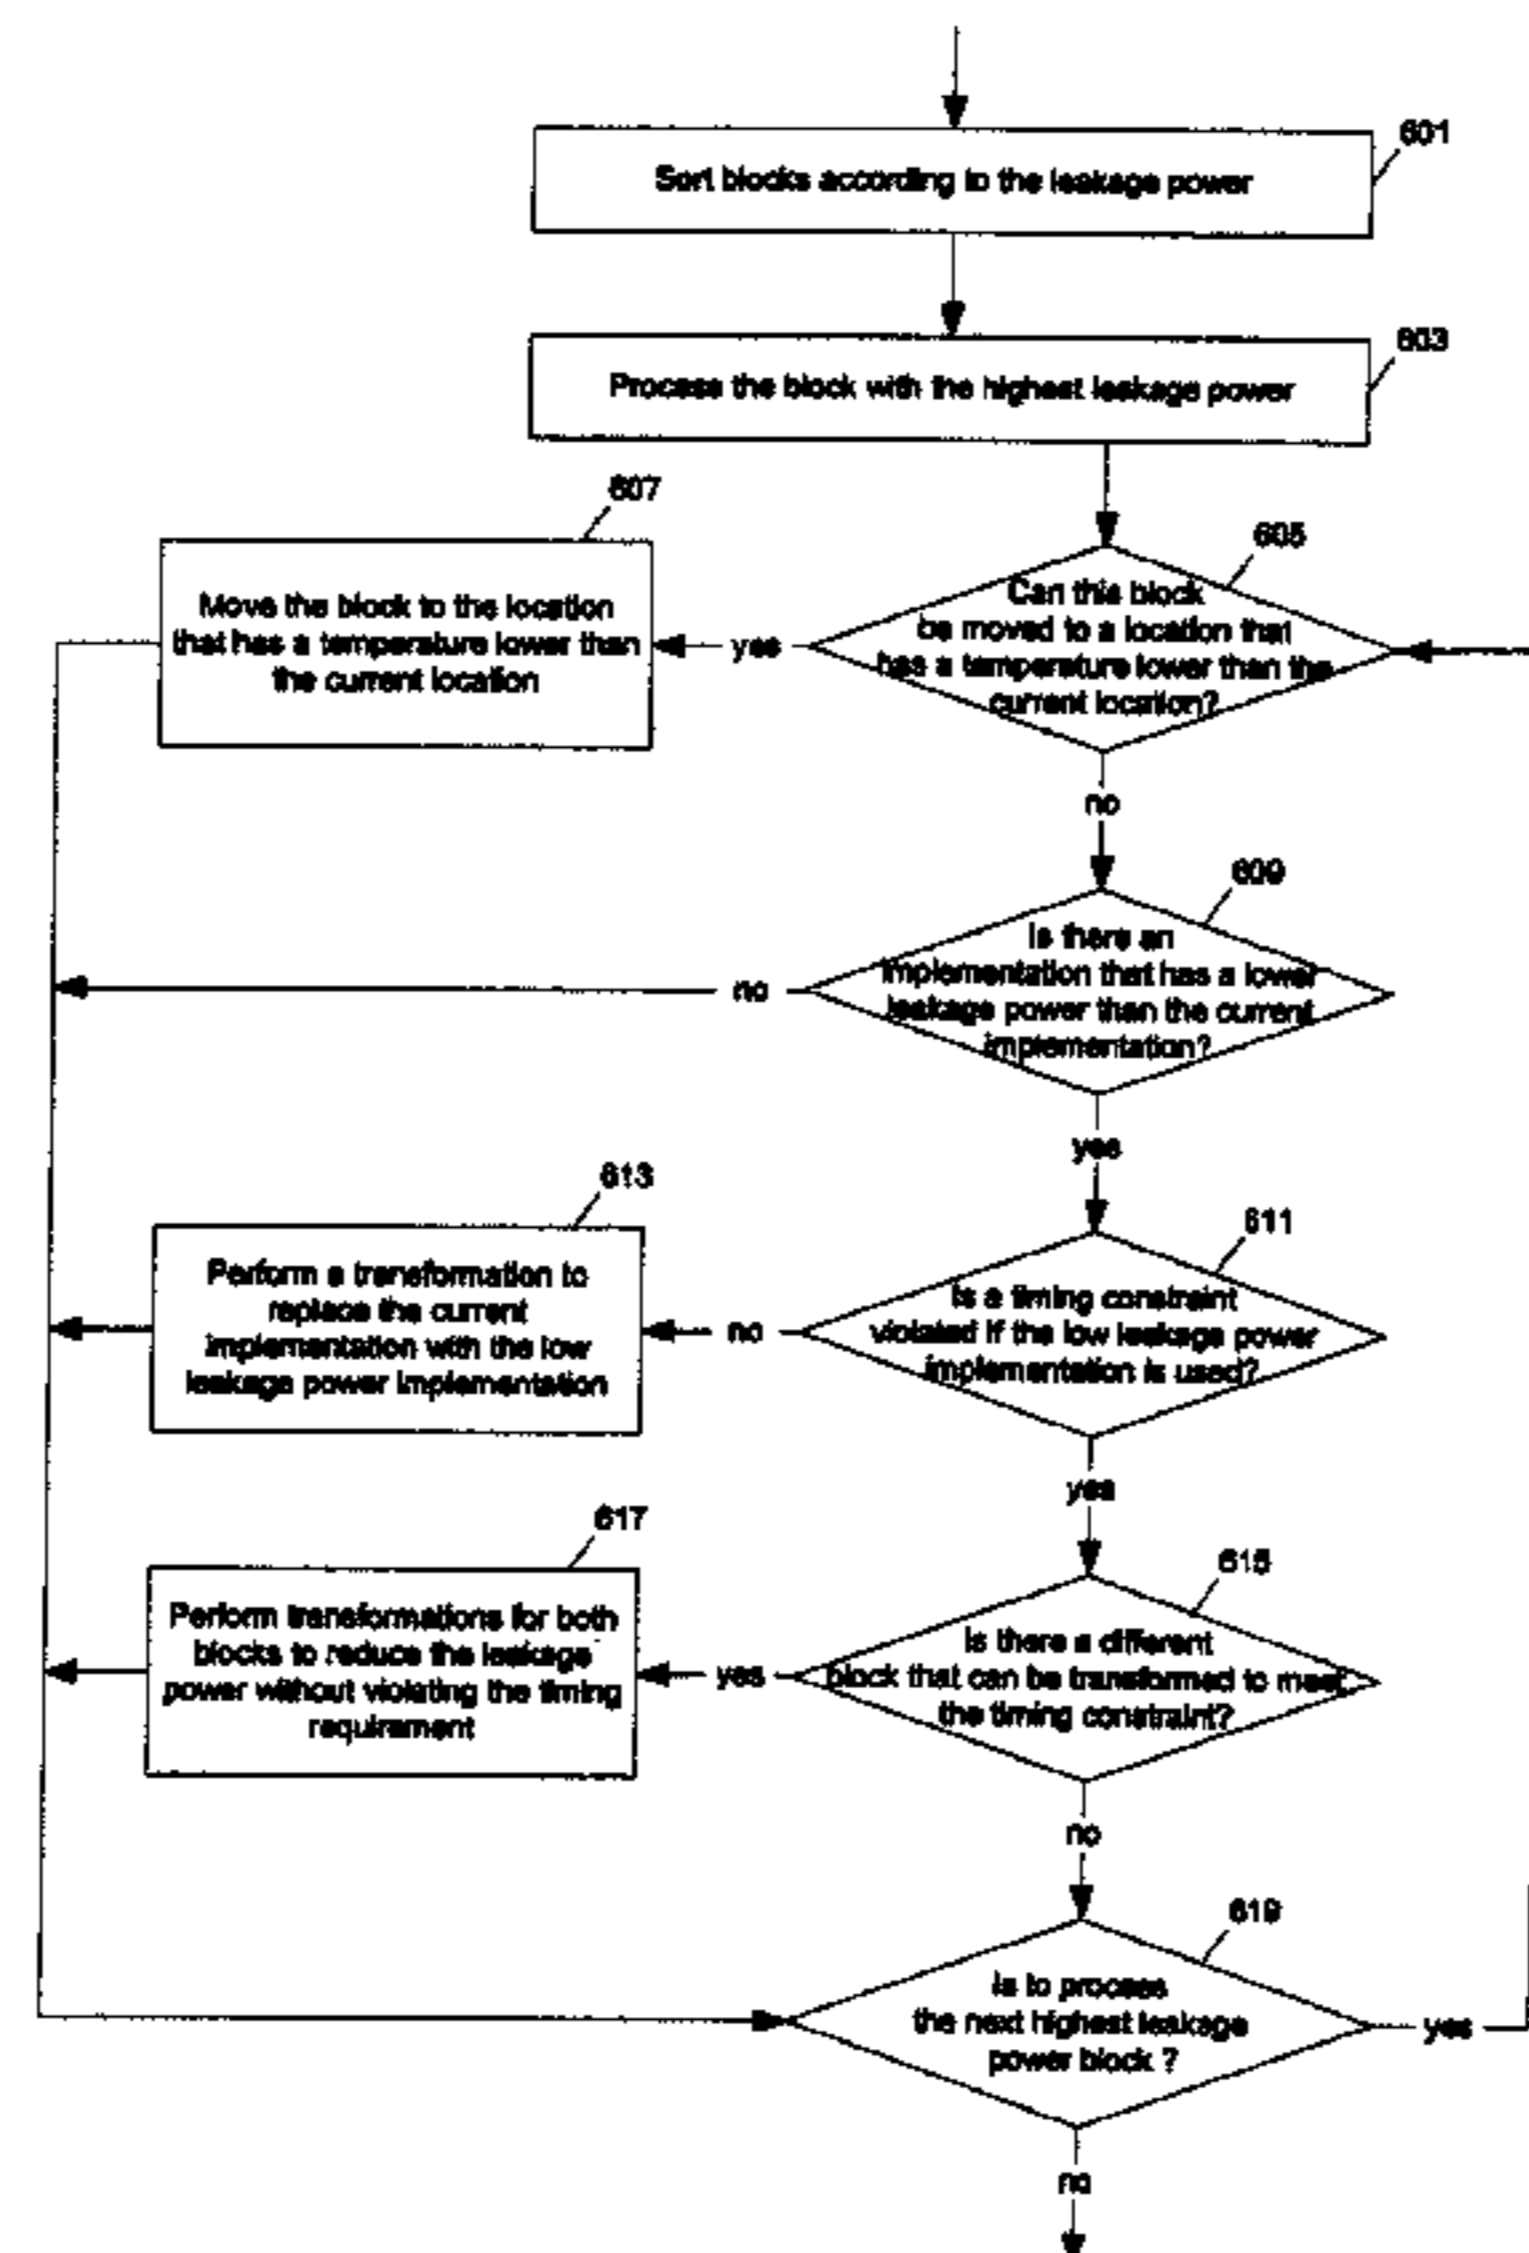 601
Sort blocks according to the leakage power
603
Process the block with the highest leakage power
607
605
Move the block to the location
that has a temperature lower than
the current location
yes
Can this block
be moved to a location that
has a temperature lower than the
current location?
no
609
Is there an
implementation that has a lower
leakage power than the current
implementation?
no
yes
613
611
Perform a transformation to
replace the current
implementation with the low
leakage power implementation
no
Is a timing constraint
violated if the low leakage power
implementation is used?
yes
617
615
Perform transformations for both
blocks to reduce the leakage
power without violating the timing
requirement
yes
Is there a different
block that can be transformed to meet
the timing constraint?
no
619
Is to process
the next highest leakage
power block ?
yes
no